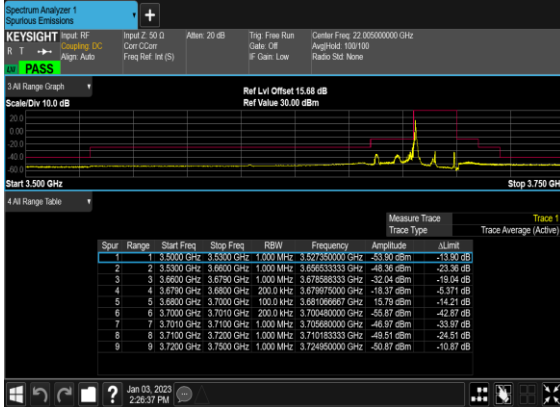 Spectrum Analyzer 1
Spurious Emissions
+
KEYSIGHT Input: RF Input Z: 50 Ω Atten: 20 dB Trig: Free Run Center Freq: 22.005000000 GHz
R T Coupling: DC Corr CCorr Gate: Off Avg|Hold: 100/100
Align: Auto Freq Ref: Int (S) IF Gain: Low Radio Std: None
PASS
3 All Range Graph
Ref Lvl Offset 15.68 dB
Scale/Div 10.0 dB Ref Value 30.00 dBm
20.0
0.00
-20.0
-40.0
-60.0
Start 3.500 GHz Stop 3.750 GH
4 All Range Table
Measure Trace Trace 1
Trace Type Trace Average (Active)
Spur Range Start Freq Stop Freq RBW Frequency Amplitude ΔLimit
1 1 3.5000 GHz 3.5300 GHz 1.000 MHz 3.527350000 GHz -53.90 dBm -13.90 dB
2 2 3.5300 GHz 3.6600 GHz 1.000 MHz 3.656533333 GHz -48.36 dBm -23.36 dB
3 3 3.6600 GHz 3.6790 GHz 1.000 MHz 3.678588333 GHz -32.04 dBm -19.04 dB
4 4 3.6790 GHz 3.6800 GHz 200.0 kHz 3.679975000 GHz -18.37 dBm -5.371 dB
5 5 3.6800 GHz 3.7000 GHz 100.0 kHz 3.681066667 GHz 15.79 dBm -14.21 dB
6 6 3.7000 GHz 3.7010 GHz 200.0 kHz 3.700480000 GHz -55.87 dBm -42.87 dB
7 7 3.7010 GHz 3.7100 GHz 1.000 MHz 3.705680000 GHz -46.97 dBm -33.97 dB
8 8 3.7100 GHz 3.7200 GHz 1.000 MHz 3.710183333 GHz -49.51 dBm -24.51 dB
9 9 3.7200 GHz 3.7500 GHz 1.000 MHz 3.724950000 GHz -50.87 dBm -10.87 dB
? Jan 03, 2023
2:26:37 PM